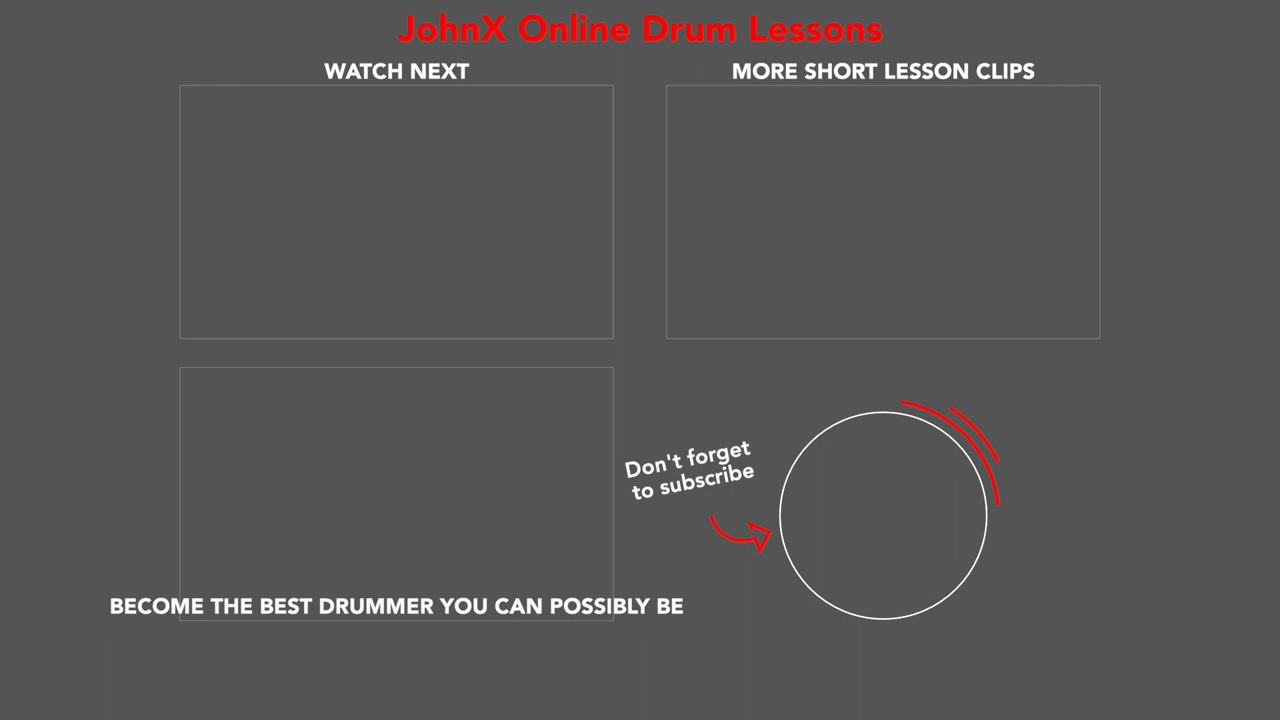 JohnX Online Drum Lessons
WATCH NEXT
MORE SHORT LESSON CLIPS
Don't forget
to subscribe
BECOME THE BEST DRUMMER YOU CAN POSSIBLY BE